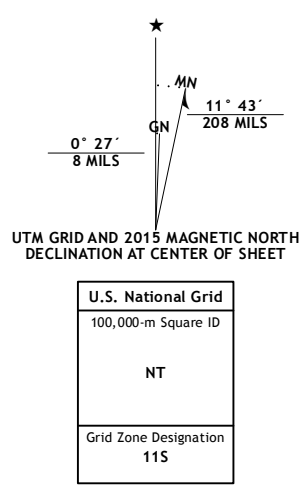 ★
MN
11° 43´
208 MILS
GN
0° 27´
8 MILS
UTM GRID AND 2015 MAGNETIC NORTH
DECLINATION AT CENTER OF SHEET
U.S. National Grid
100,000-m Square ID
NT
Grid Zone Designation
11S